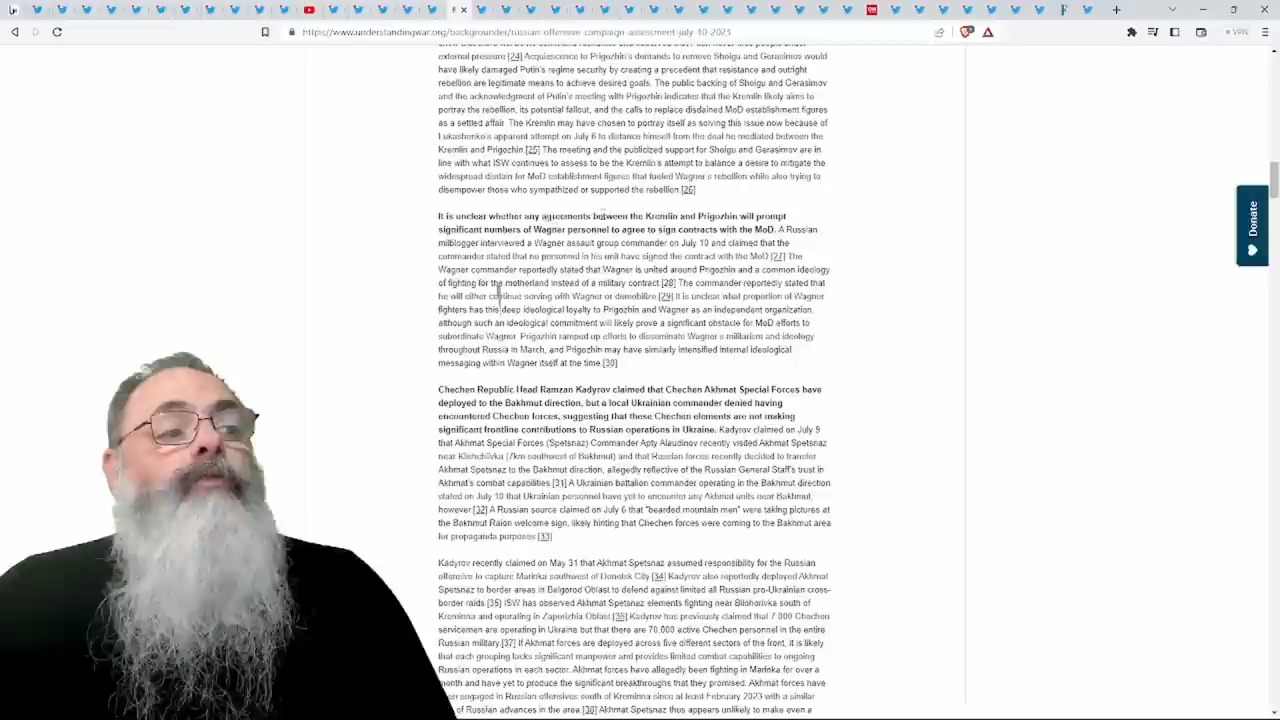 https://www.understandingwar.org/backgrounder/russian-offensive-campaign-assessment-july-10-2023
VPN
external pressure.[24] Acquiescence to Prigozhin's demands to remove Shoigu and Gerasimov would
have likely damaged Putin's regime security by creating a precedent that resistance and outright
rebellion are legitimate means to achieve desired goals. The public backing of Shoigu and Gerasimov
and the acknowledgment of Putin's meeting with Prigozhin indicates that the Kremlin likely aims to
portray the rebellion, its potential fallout, and the calls to replace disdained MoD establishment figures
as a settled affair. The Kremlin may have chosen to portray itself as solving this issue now because of
Lukashenko's apparent attempt on July 6 to distance himself from the deal he mediated between the
Kremlin and Prigozhin.[25] The meeting and the publicized support for Shoigu and Gerasimov are in
line with what ISW continues to assess to be the Kremlin's attempt to balance a desire to mitigate the
widespread disdain for MoD establishment figures that fueled Wagner's rebellion while also trying to
disempower those who sympathized or supported the rebellion.[26]
It is unclear whether any agreements between the Kremlin and Prigozhin will prompt
significant numbers of Wagner personnel to agree to sign contracts with the MoD. A Russian
milblogger interviewed a Wagner assault group commander on July 10 and claimed that the
commander stated that no personnel in his unit have signed the contract with the MoD.[27] The
Wagner commander reportedly stated that Wagner is united around Prigozhin and a common ideology
of fighting for the motherland instead of a military contract.[28] The commander reportedly stated that
he will either continue serving with Wagner or demobilize.[29] It is unclear what proportion of Wagner
fighters has this deep ideological loyalty to Prigozhin and Wagner as an independent organization,
although such an ideological commitment will likely prove a significant obstacle for MoD efforts to
subordinate Wagner. Prigozhin ramped up efforts to disseminate Wagner's militarism and ideology
throughout Russia in March, and Prigozhin may have similarly intensified internal ideological
messaging within Wagner itself at the time.[30]
Chechen Republic Head Ramzan Kadyrov claimed that Chechen Akhmat Special Forces have
deployed to the Bakhmut direction, but a local Ukrainian commander denied having
encountered Chechen forces, suggesting that these Chechen elements are not making
significant frontline contributions to Russian operations in Ukraine. Kadyrov claimed on July 9
that Akhmat Special Forces (Spetsnaz) Commander Apty Alaudinov recently visited Akhmat Spetsnaz
near Klishchiivka (7km southwest of Bakhmut) and that Russian forces recently decided to transfer
Akhmat Spetsnaz to the Bakhmut direction, allegedly reflective of the Russian General Staff's trust in
Akhmat's combat capabilities.[31] A Ukrainian battalion commander operating in the Bakhmut direction
stated on July 10 that Ukrainian personnel have yet to encounter any Akhmat units near Bakhmut,
however.[32] A Russian source claimed on July 6 that "bearded mountain men" were taking pictures at
the Bakhmut Raion welcome sign, likely hinting that Chechen forces were coming to the Bakhmut area
for propaganda purposes.[33]
Kadyrov recently claimed on May 31 that Akhmat Spetsnaz assumed responsibility for the Russian
offensive to capture Marinka southwest of Donetsk City.[34] Kadyrov also reportedly deployed Akhmat
Spetsnaz to border areas in Belgorod Oblast to defend against limited all Russian pro-Ukrainian cross-
border raids.[35] ISW has observed Akhmat Spetsnaz elements fighting near Bilohorivka south of
Kreminna and operating in Zaporizhia Oblast.[36] Kadyrov has previously claimed that 7,000 Chechen
servicemen are operating in Ukraine but that there are 70,000 active Chechen personnel in the entire
Russian military.[37] If Akhmat forces are deployed across five different sectors of the front, it is likely
that each grouping lacks significant manpower and provides limited combat capabilities to ongoing
Russian operations in each sector. Akhmat forces have allegedly been fighting in Marinka for over a
month and have yet to produce the significant breakthroughs that they promised. Akhmat forces have
engaged in Russian offensives south of Kreminna since at least February 2023 with a similar
of Russian advances in the area.[38] Akhmat Spetsnaz thus appears unlikely to make even a
Donate